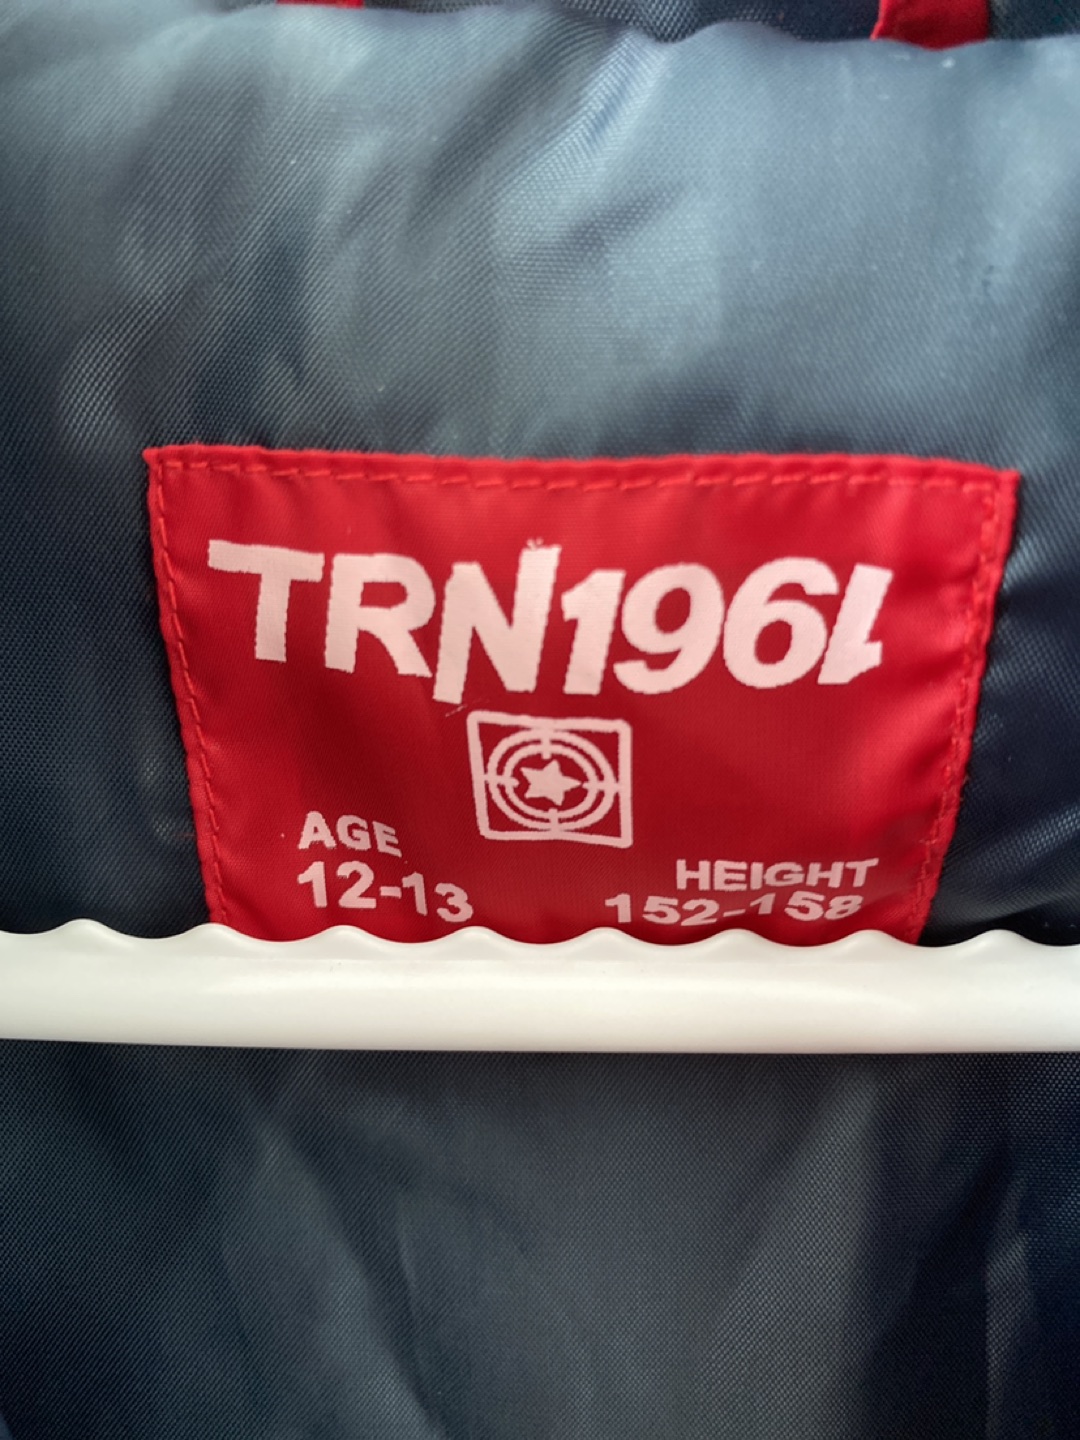 TRN1961
AGE
12-13
HEIGHT
152-158